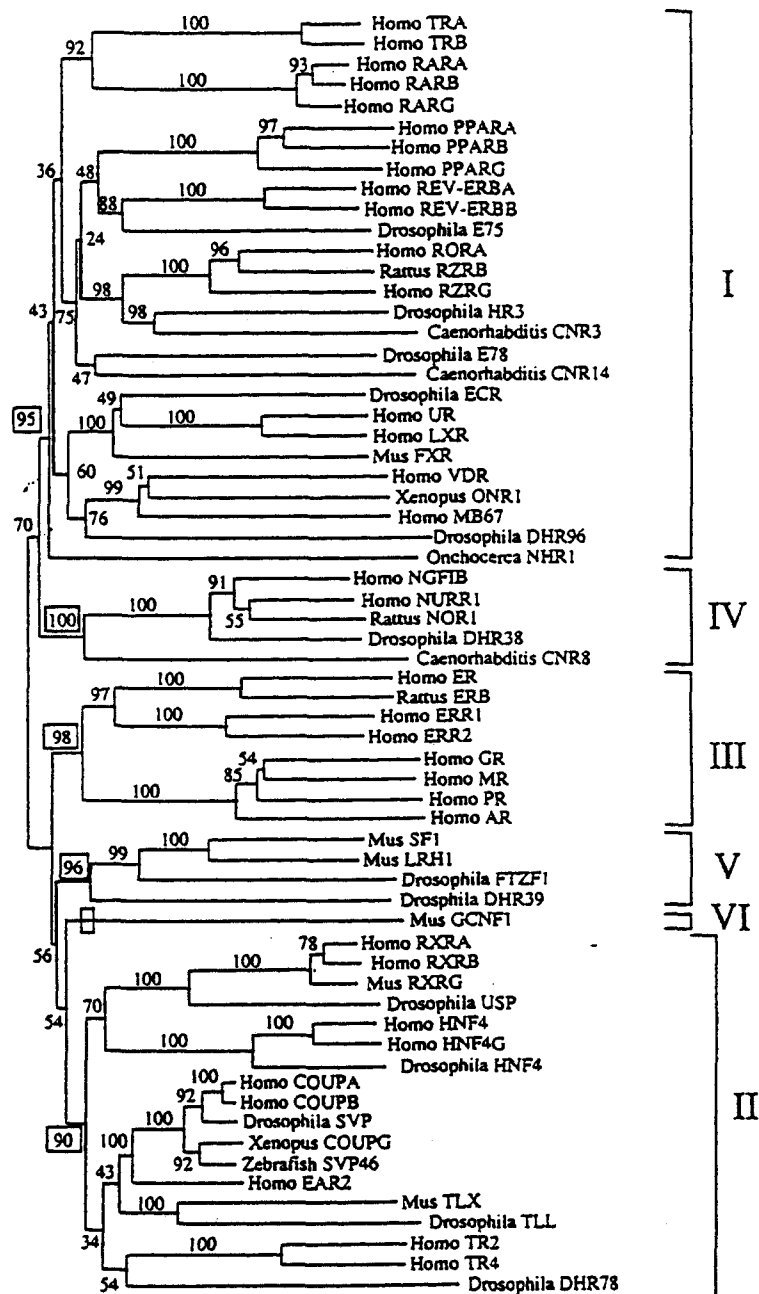 100
Homo TRA
Homo TRB
92
93
Homo RARA
100
Homo RARB
Homo RARG
97
Homo PPARA
100
Homo PPARB
Homo PPARG
36
48
100
Homo REV-ERBA
88
Homo REV-ERBB
Drosophila E75
24
96
Homo RORA
100
Rattus RZRB
98
Homo RZRG
43
75
98
Drosophila HR3
Caenorhabditis CNR3
Drosophila E78
47
Caenorhabditis CNR14
49
Drosophila ECR
95
100
100
Homo UR
Homo LXR
Mus FXR
60
51
Homo VDR
99
Xenopus ONR1
76
Homo MB67
70
Drosophila DHR96
Onchocerca NHR1
I
91
Homo NGFIB
100
100
Homo NURR1
55
Rattus NOR1
Drosophila DHR38
Caenorhabditis CNR8
IV
100
Homo ER
97
Rattus ERB
100
Homo ERR1
98
Homo ERR2
54
Homo GR
85
Homo MR
100
Homo PR
Homo AR
III
100
Mus SF1
96
99
Mus LRH1
Drosophila FTZF1
Drosphila DHR39
V
Mus GCNF1
VI
56
78
Homo RXRA
100
Homo RXRB
Mus RXRG
70
100
Drosophila USP
54
100
Homo HNF4
100
Homo HNF4G
Drosophila HNF4
100
Homo COUPA
92
Homo COUPB
Drosophila SVP
90
100
100
Xenopus COUPG
92
Zebrafish SVP46
43
Homo EAR2
100
Mus TLX
Drosophila TLL
34
100
Homo TR2
Homo TR4
54
Drosophila DHR78
II